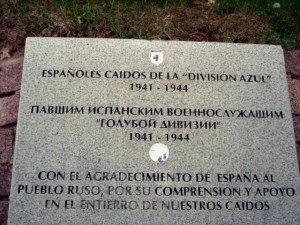 ESPAÑOLES CAIDOS DE LA "DIVISION AZUL"
1941 - 1944
ПАВШИМ ИСПАНСКИМ ВОЕННОСЛУЖАЩИМ
"ГОЛУБОЙ ДИВИЗИИ"
1941 - 1944
CON EL AGRADECIMIENTO DE ESPAÑA AL
PUEBLO RUSO, POR SU COMPRENSIÓN Y APOYO
EN EL ENTIERRO DE NUESTROS CAIDOS